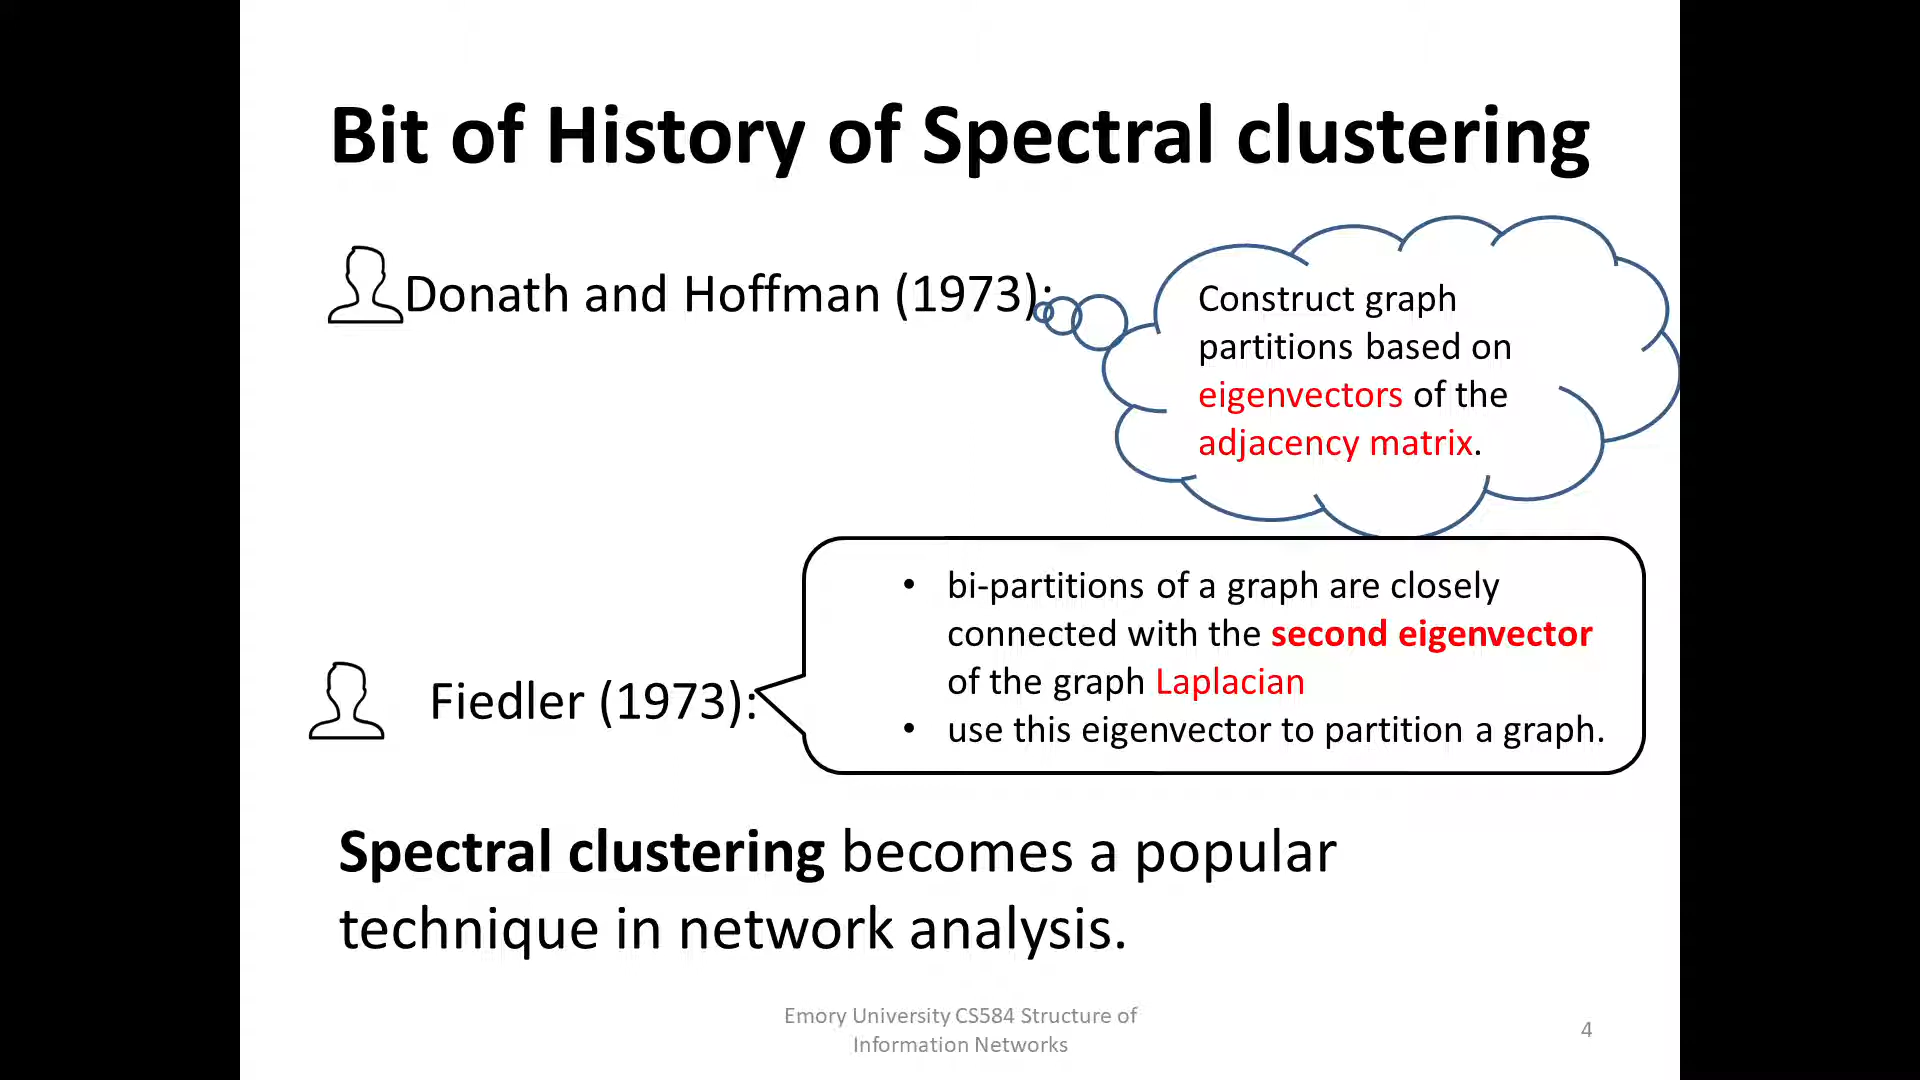 Bit of History of Spectral clustering
Donath and Hoffman (1973):
Construct graph
partitions based on
eigenvectors of the
adjacency matrix.
• bi-partitions of a graph are closely
connected with the second eigenvector
of the graph Laplacian
• use this eigenvector to partition a graph.
Fiedler (1973):
Spectral clustering becomes a popular
technique in network analysis.
Emory University CS584 Structure of
Information Networks
4